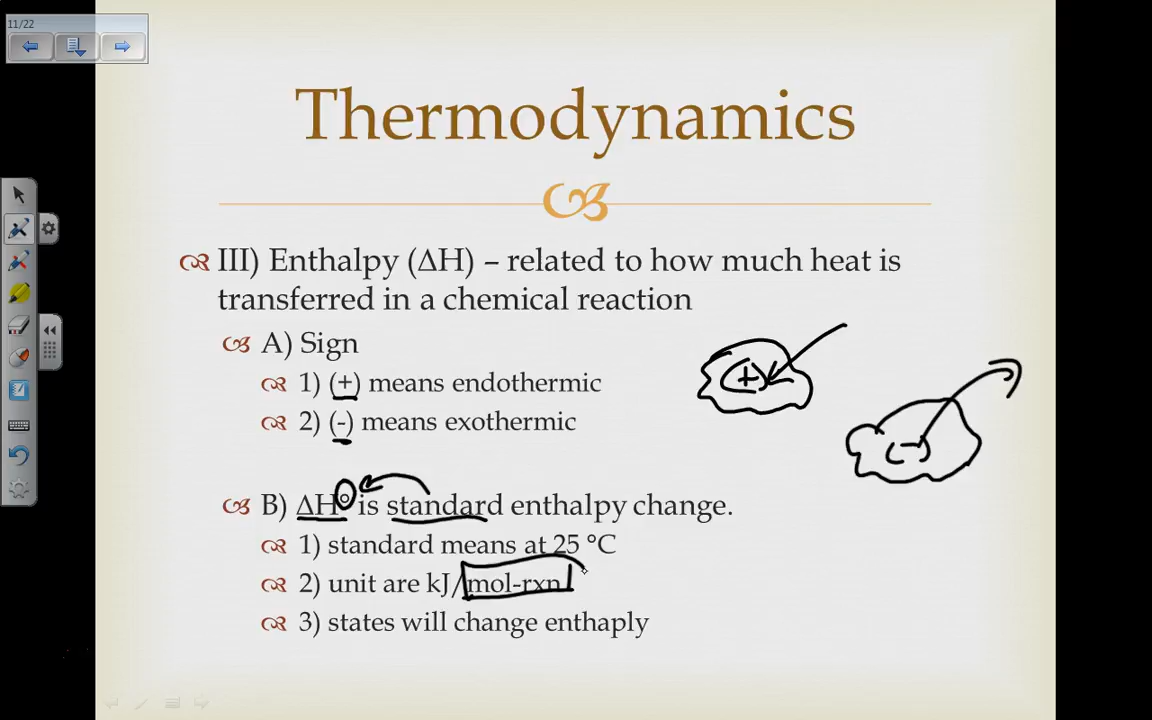 11/22
Thermodynamics
III) Enthalpy (ΔH) – related to how much heat is
transferred in a chemical reaction
A) Sign
1) (+) means endothermic
2) (-) means exothermic
+
-
B) ΔH° is standard enthalpy change.
1) standard means at 25 °C
2) unit are kJ/mol-rxn
3) states will change enthaply